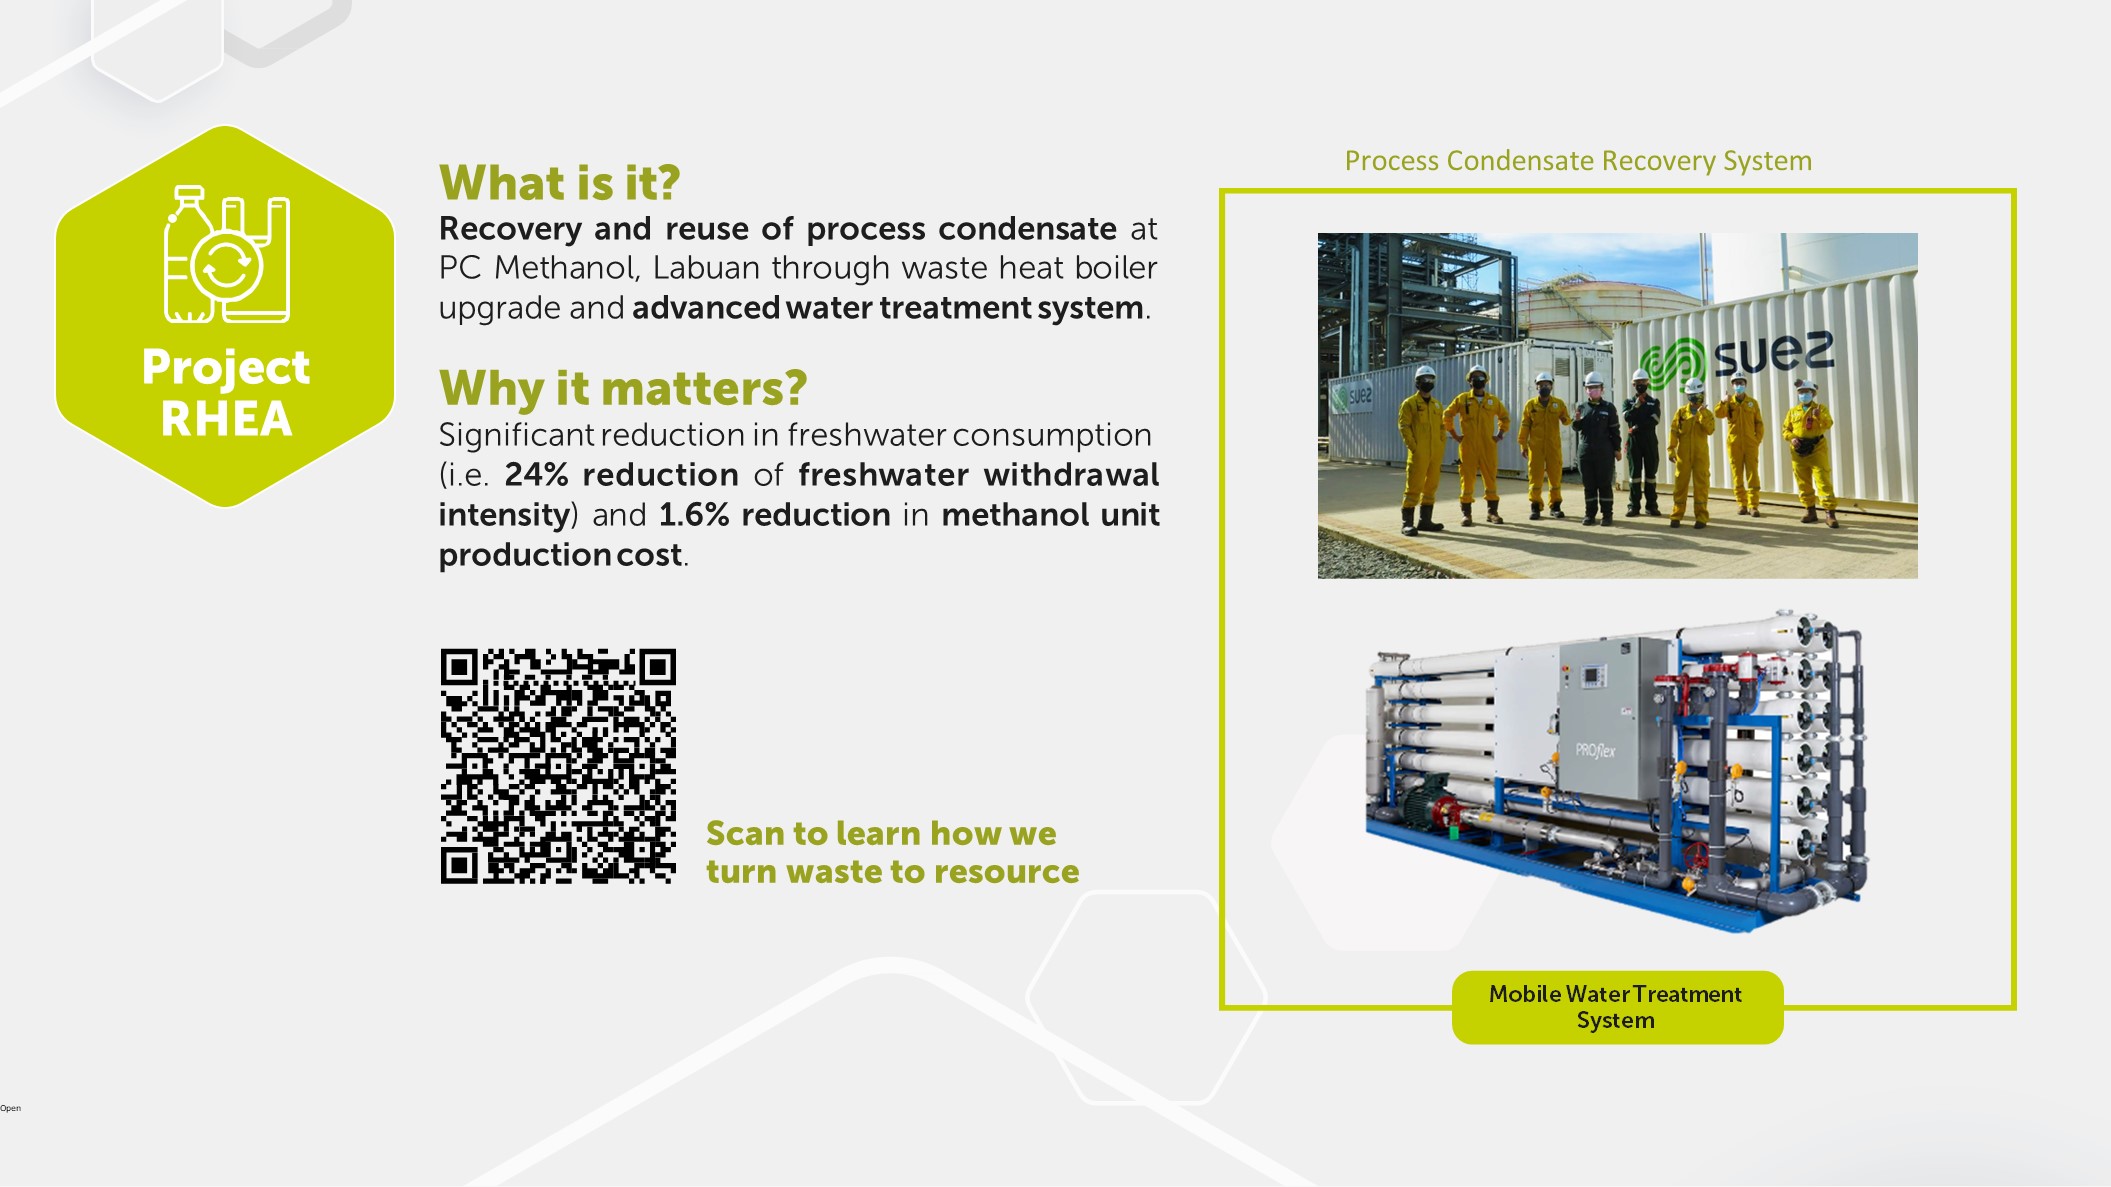 Project
RHEA
What is it?
Recovery and reuse of process condensate at
PC Methanol, Labuan through waste heat boiler
upgrade and advanced water treatment system.
Why it matters?
Significant reduction in freshwater consumption
(i.e. 24% reduction of freshwater withdrawal
intensity) and 1.6% reduction in methanol unit
production cost.
Scan to learn how we
turn waste to resource
Process Condensate Recovery System
suez
suez
PROflex
Mobile Water Treatment
System
Open